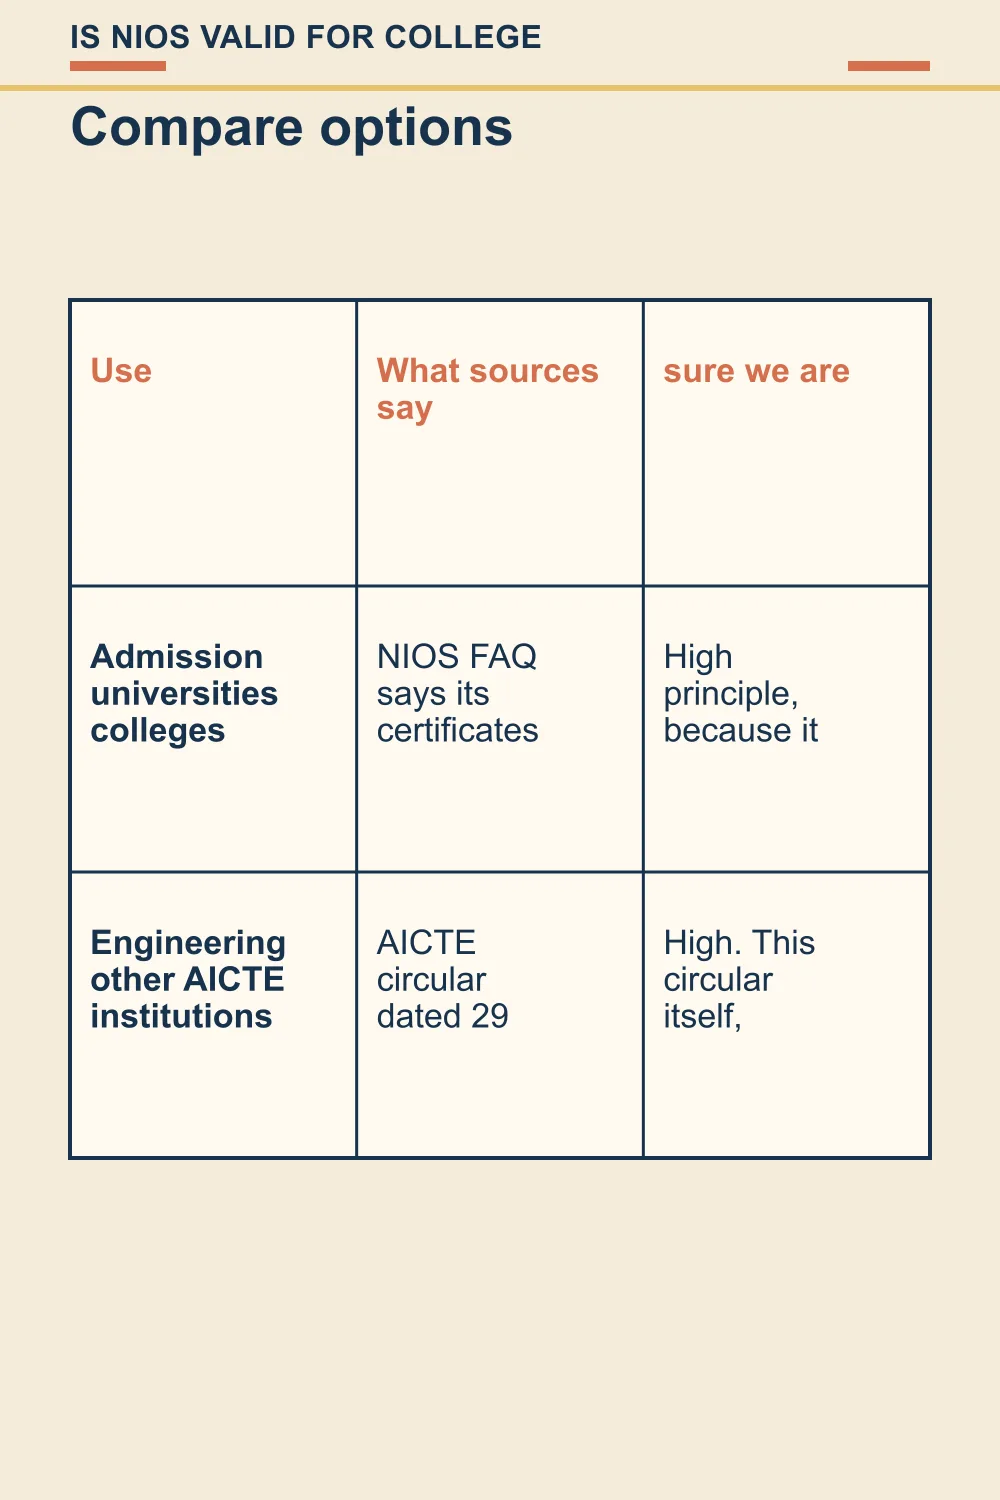 IS NIOS VALID FOR COLLEGE
Compare options
Use
What sources
say
sure we are
Admission
universities
colleges
NIOS FAQ
says its
certificates
High
principle,
because it
Engineering
other AICTE
institutions
AICTE
circular
dated 29
High. This
circular
itself,